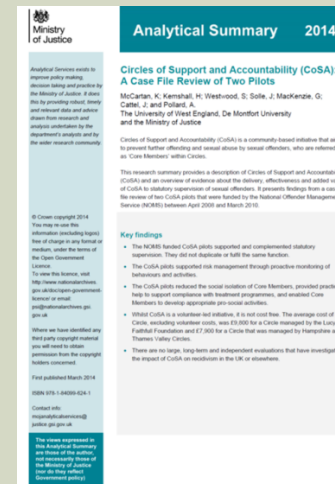 Ministry
of Justice
Analytical Summary 2014
Analytical Services exists to
improve policy making,
decision taking and practice by
the Ministry of Justice. It does
this by providing robust, timely
and relevant data and advice
drawn from research and
analysis undertaken by the
department's analysts and by
the wider research community
Circles of Support and Accountability (CoSA):
A Case File Review of Two Pilots
McCartan, K; Kemshall, H; Westwood, S; Solle, J; MacKenzie, G;
Cattel, J; and Pollard, A.
The University of West England, De Montfort University
and the Ministry of Justice
Circles of Support and Accountability (CoSA) is a community-based initiative that
to prevent further offending and sexual abuse by sexual offenders, who are referred
as 'Core Members' within Circles.
This research summary provides a description of Circles of Support and
(CoSA) and an overview of evidence about the delivery, effectiveness and added
of CoSA to statutory supervision of sexual offenders. It presents findings from a case
file review of two CoSA pilots that were funded by the National Offender
Service (NOMS) between April 2008 and March 2010.
© Crown copyright 2014
You may re-use this
information (excluding logos)
free of charge in any format or
medium, under the terms of
the Open Government
Licence.
To view this licence, visit
http://www.nationalarchives.
gov.uk/doc/open-government-
licence/ or email:
psi@nationalarchives.gsi.
gov.uk
Where we have identified any
third party copyright material
you will need to obtain
permission from the copyright
holders concerned.
First published March 2014
ISBN 978-1-84099-624-1
Contact info:
mojanalyticalservices@
justice.gsi.gov.uk
The views expressed in
this Analytical Summary
are those of the author,
not necessarily those of
the Ministry of Justice
(nor do they reflect
Government policy)
Key findings
• The NOMS funded CoSA pilots supported and complemented statutory
supervision. They did not duplicate or fulfil the same function.
• The CoSA pilots supported risk management through proactive monitoring of
behaviours and activities.
• The CoSA pilots reduced the social isolation of Core Members, provided
help to support compliance with treatment programmes, and enabled Core
Members to develop appropriate pro-social activities.
• Whilst CoSA is a volunteer-led initiative, it is not cost free. The average cost of
Circle, excluding volunteer costs, was £9,800 for a Circle managed by the Lucy
Faithfull Foundation and £7,900 for a Circle that was managed by Hampshire
Thames Valley Circles.
• There are no large, long-term and independent evaluations that have
the impact of CoSA on recidivism in the UK or elsewhere.